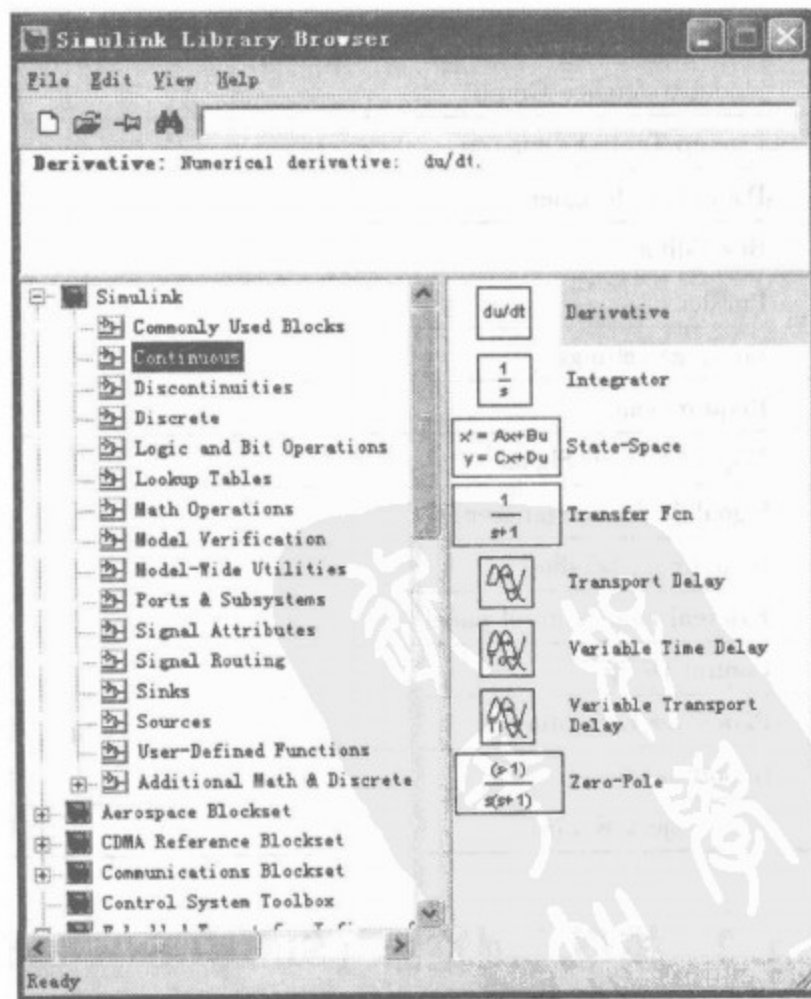 Simulink Library Browser
File Edit View Help
Derivative: Numerical derivative: du/dt.
Simulink
Commonly Used Blocks
Continuous
Discontinuities
Discrete
Logic and Bit Operations
Lookup Tables
Math Operations
Model Verification
Model-Wide Utilities
Ports & Subsystems
Signal Attributes
Signal Routing
Sinks
Sources
User-Defined Functions
Additional Math & Discrete
Aerospace Blockset
CDMA Reference Blockset
Communications Blockset
Control System Toolbox
du/dt Derivative
1
s
Integrator
x' = Ax+Bu
y = Cx+Du
State-Space
1
s+1
Transfer Fcn
Transport Delay
Variable Time Delay
Variable Transport
Delay
(s-1)
s(s+1)
Zero-Pole
Ready